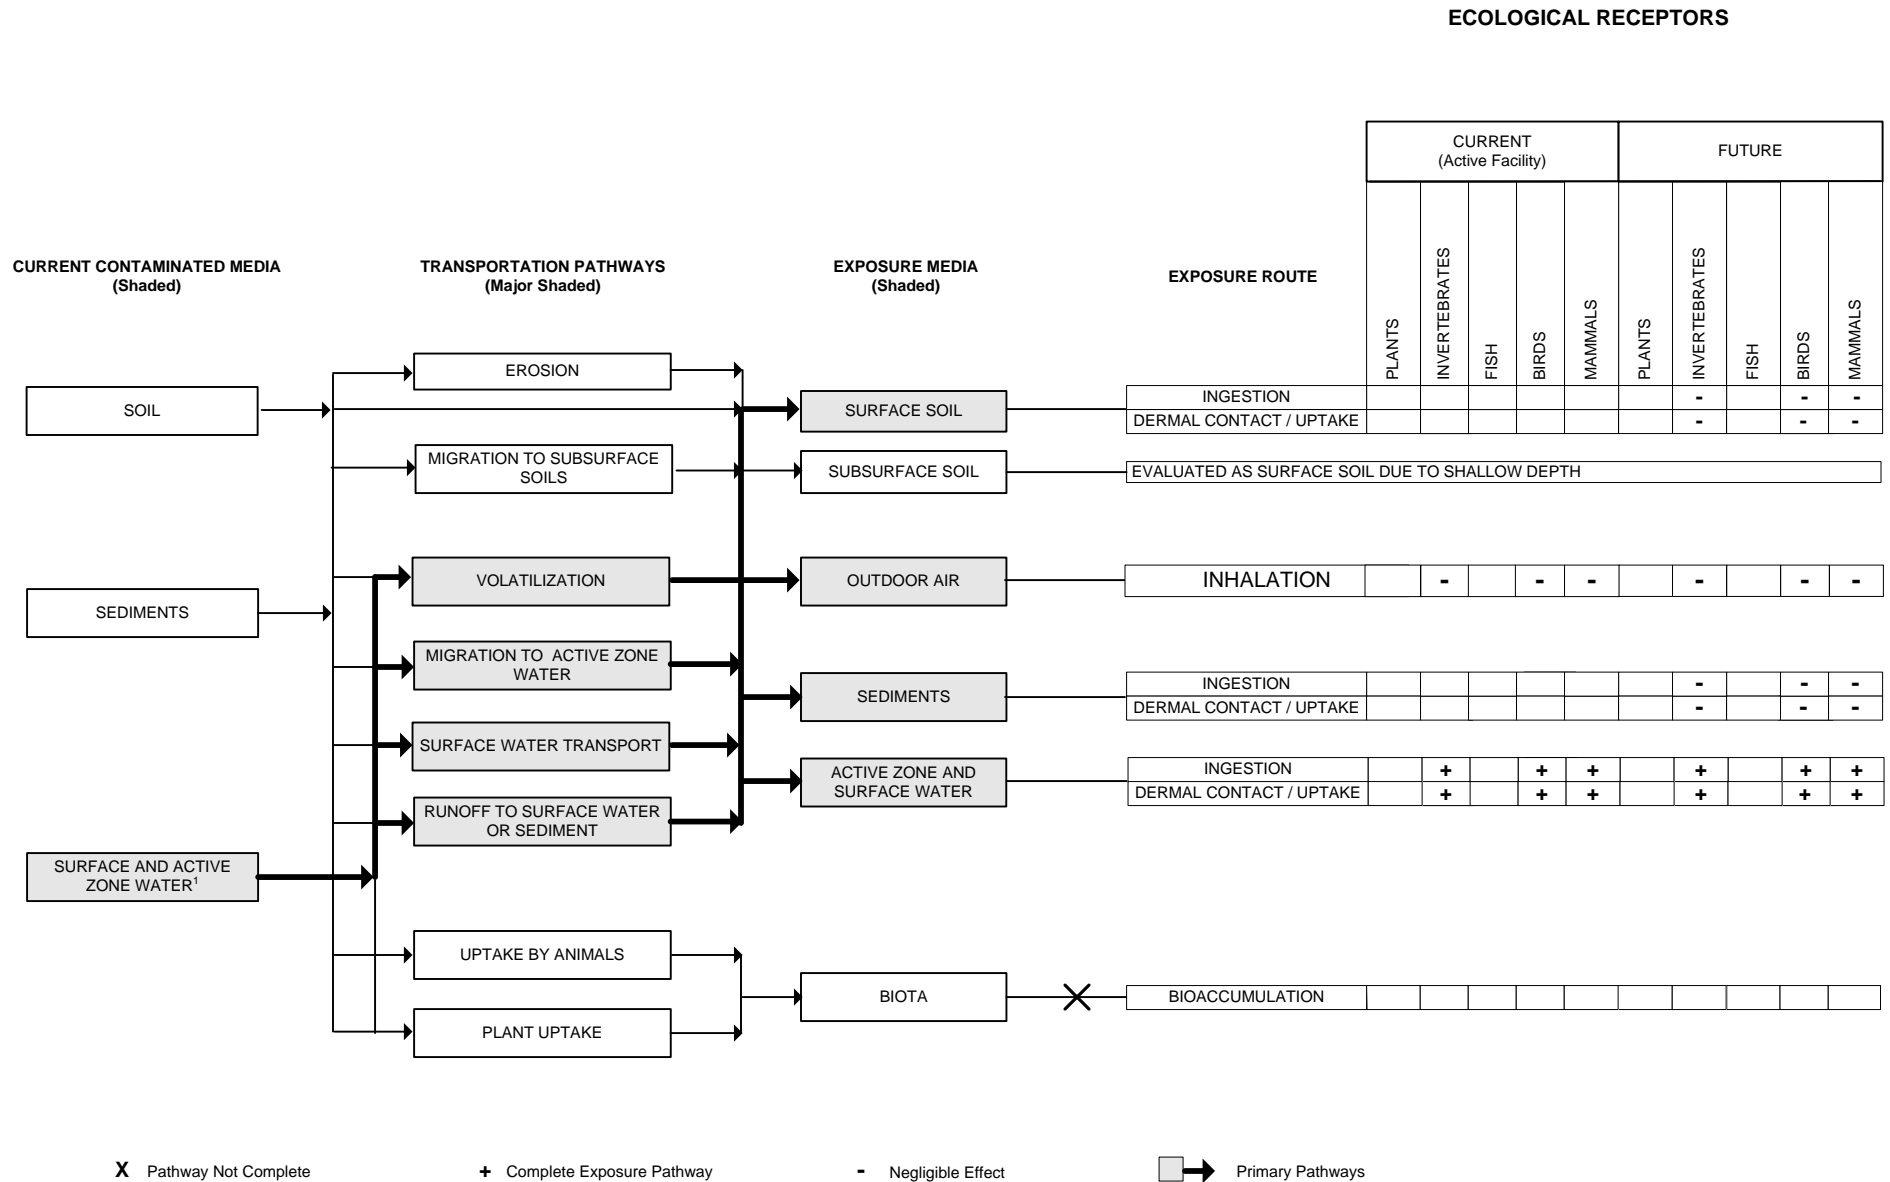 ECOLOGICAL RECEPTORS
CURRENT
(Active Facility)
FUTURE
PLANTS
INVERTEBRATES
FISH
BIRDS
MAMMALS
PLANTS
INVERTEBRATES
FISH
BIRDS
MAMMALS
CURRENT CONTAMINATED MEDIA
(Shaded)
TRANSPORTATION PATHWAYS
(Major Shaded)
EXPOSURE MEDIA
(Shaded)
EXPOSURE ROUTE
SOIL
SEDIMENTS
SURFACE AND ACTIVE
ZONE WATER¹
EROSION
MIGRATION TO SUBSURFACE
SOILS
VOLATILIZATION
MIGRATION TO ACTIVE ZONE
WATER
SURFACE WATER TRANSPORT
RUNOFF TO SURFACE WATER
OR SEDIMENT
UPTAKE BY ANIMALS
PLANT UPTAKE
SURFACE SOIL
SUBSURFACE SOIL
OUTDOOR AIR
SEDIMENTS
ACTIVE ZONE AND
SURFACE WATER
BIOTA
INGESTION - - -
DERMAL CONTACT / UPTAKE - - -
EVALUATED AS SURFACE SOIL DUE TO SHALLOW DEPTH
INHALATION - - - - - -
INGESTION - - -
DERMAL CONTACT / UPTAKE - - -
INGESTION + + + + + +
DERMAL CONTACT / UPTAKE + + + + + +
BIOACCUMULATION
X Pathway Not Complete
+ Complete Exposure Pathway
- Negligible Effect
Primary Pathways